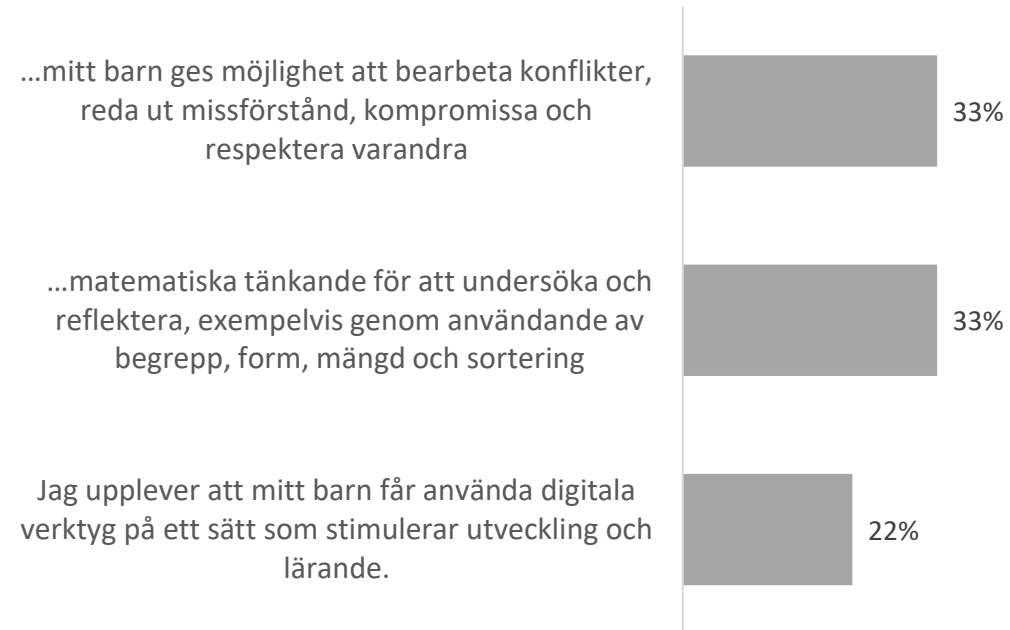 ...mitt barn ges möjlighet att bearbeta konflikter,
reda ut missförstånd, kompromissa och
respektera varandra
33%
...matematiska tänkande för att undersöka och
reflektera, exempelvis genom användande av
begrepp, form, mängd och sortering
33%
Jag upplever att mitt barn får använda digitala
verktyg på ett sätt som stimulerar utveckling och
lärande.
22%